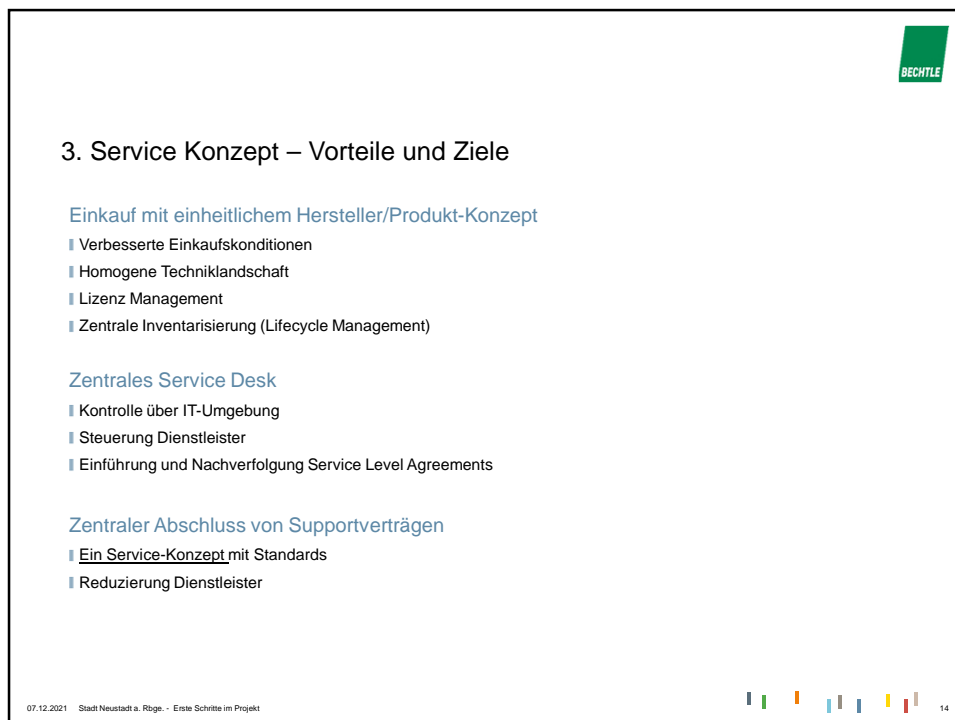 BECHTLE
3. Service Konzept – Vorteile und Ziele
Einkauf mit einheitlichem Hersteller/Produkt-Konzept
Verbesserte Einkaufskonditionen
Homogene Techniklandschaft
Lizenz Management
Zentrale Inventarisierung (Lifecycle Management)
Zentrales Service Desk
Kontrolle über IT-Umgebung
Steuerung Dienstleister
Einführung und Nachverfolgung Service Level Agreements
Zentraler Abschluss von Supportverträgen
Ein Service-Konzept mit Standards
Reduzierung Dienstleister
07.12.2021 Stadt Neustadt a. Rbge. - Erste Schritte im Projekt 14